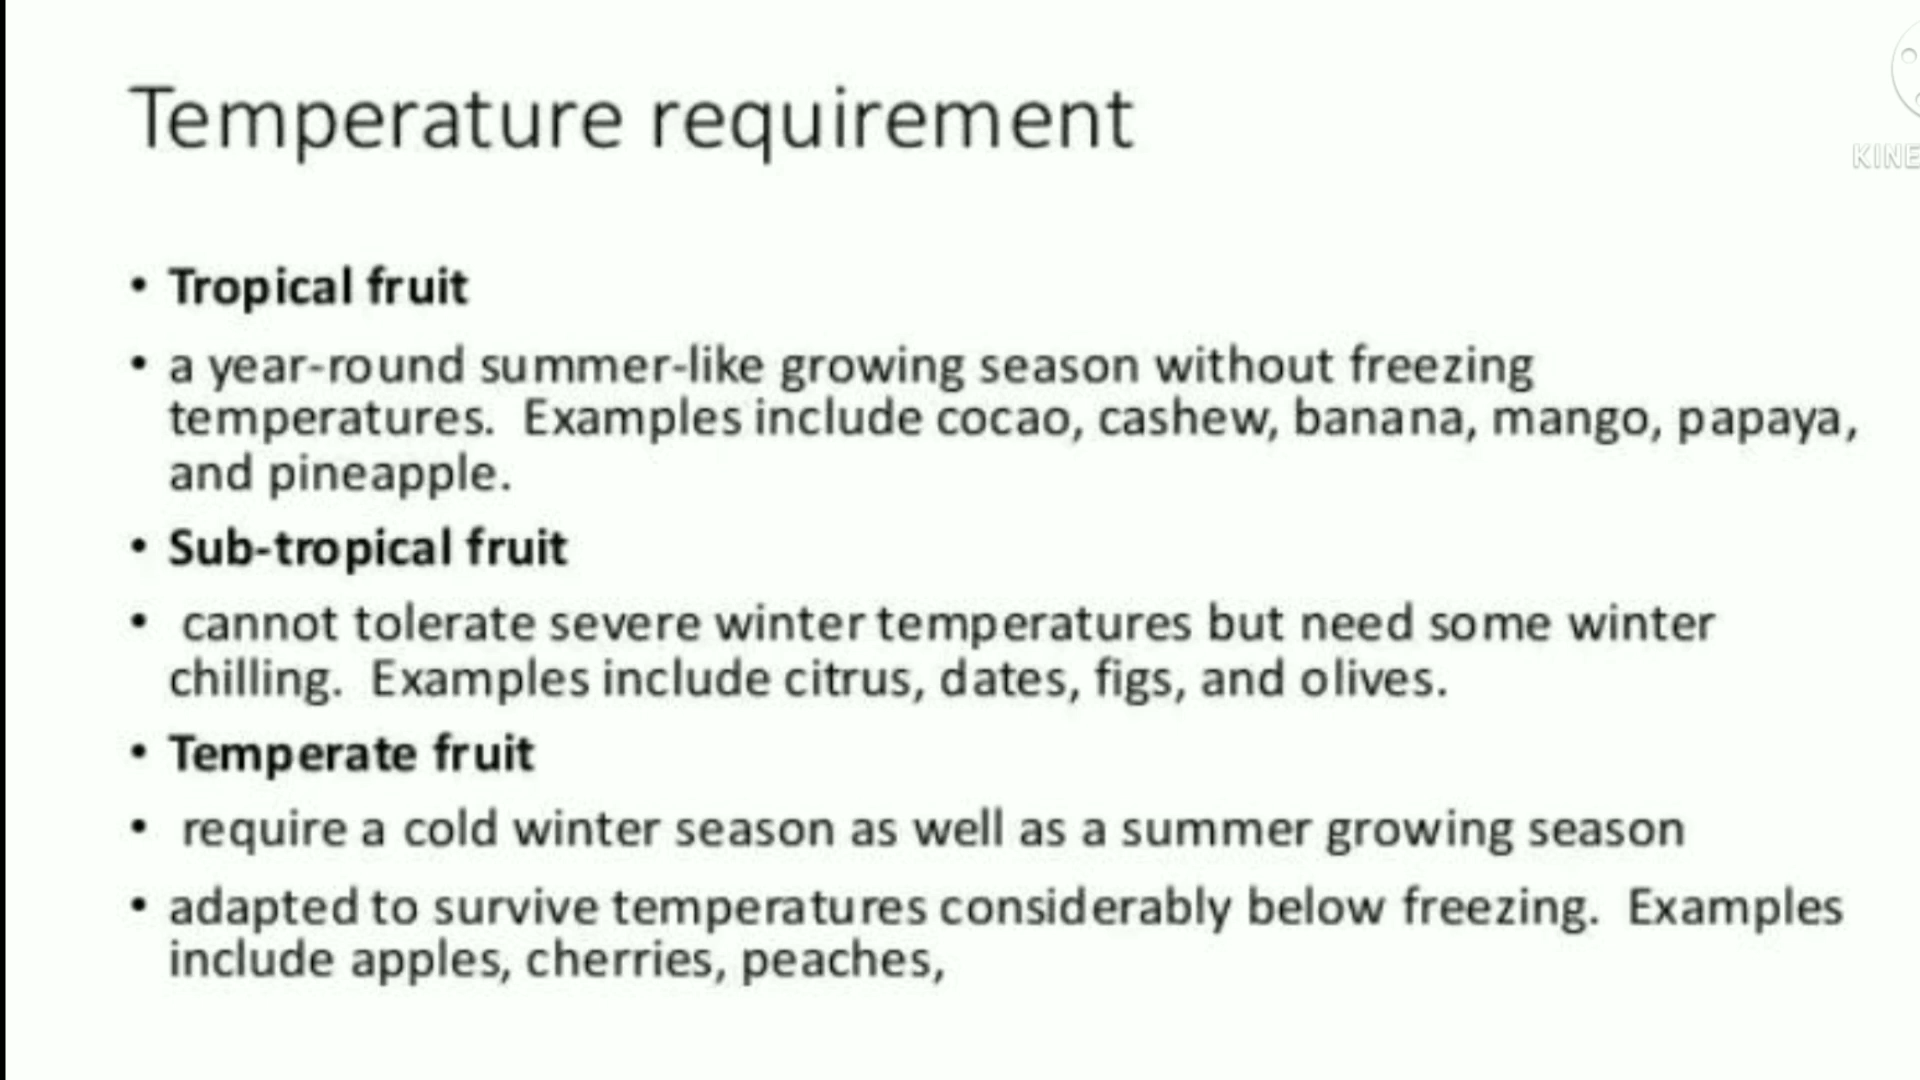 Temperature requirement
KINE
• Tropical fruit
• a year-round summer-like growing season without freezing
temperatures. Examples include cocao, cashew, banana, mango, papaya,
and pineapple.
• Sub-tropical fruit
• cannot tolerate severe winter temperatures but need some winter
chilling. Examples include citrus, dates, figs, and olives.
• Temperate fruit
• require a cold winter season as well as a summer growing season
• adapted to survive temperatures considerably below freezing. Examples
include apples, cherries, peaches,